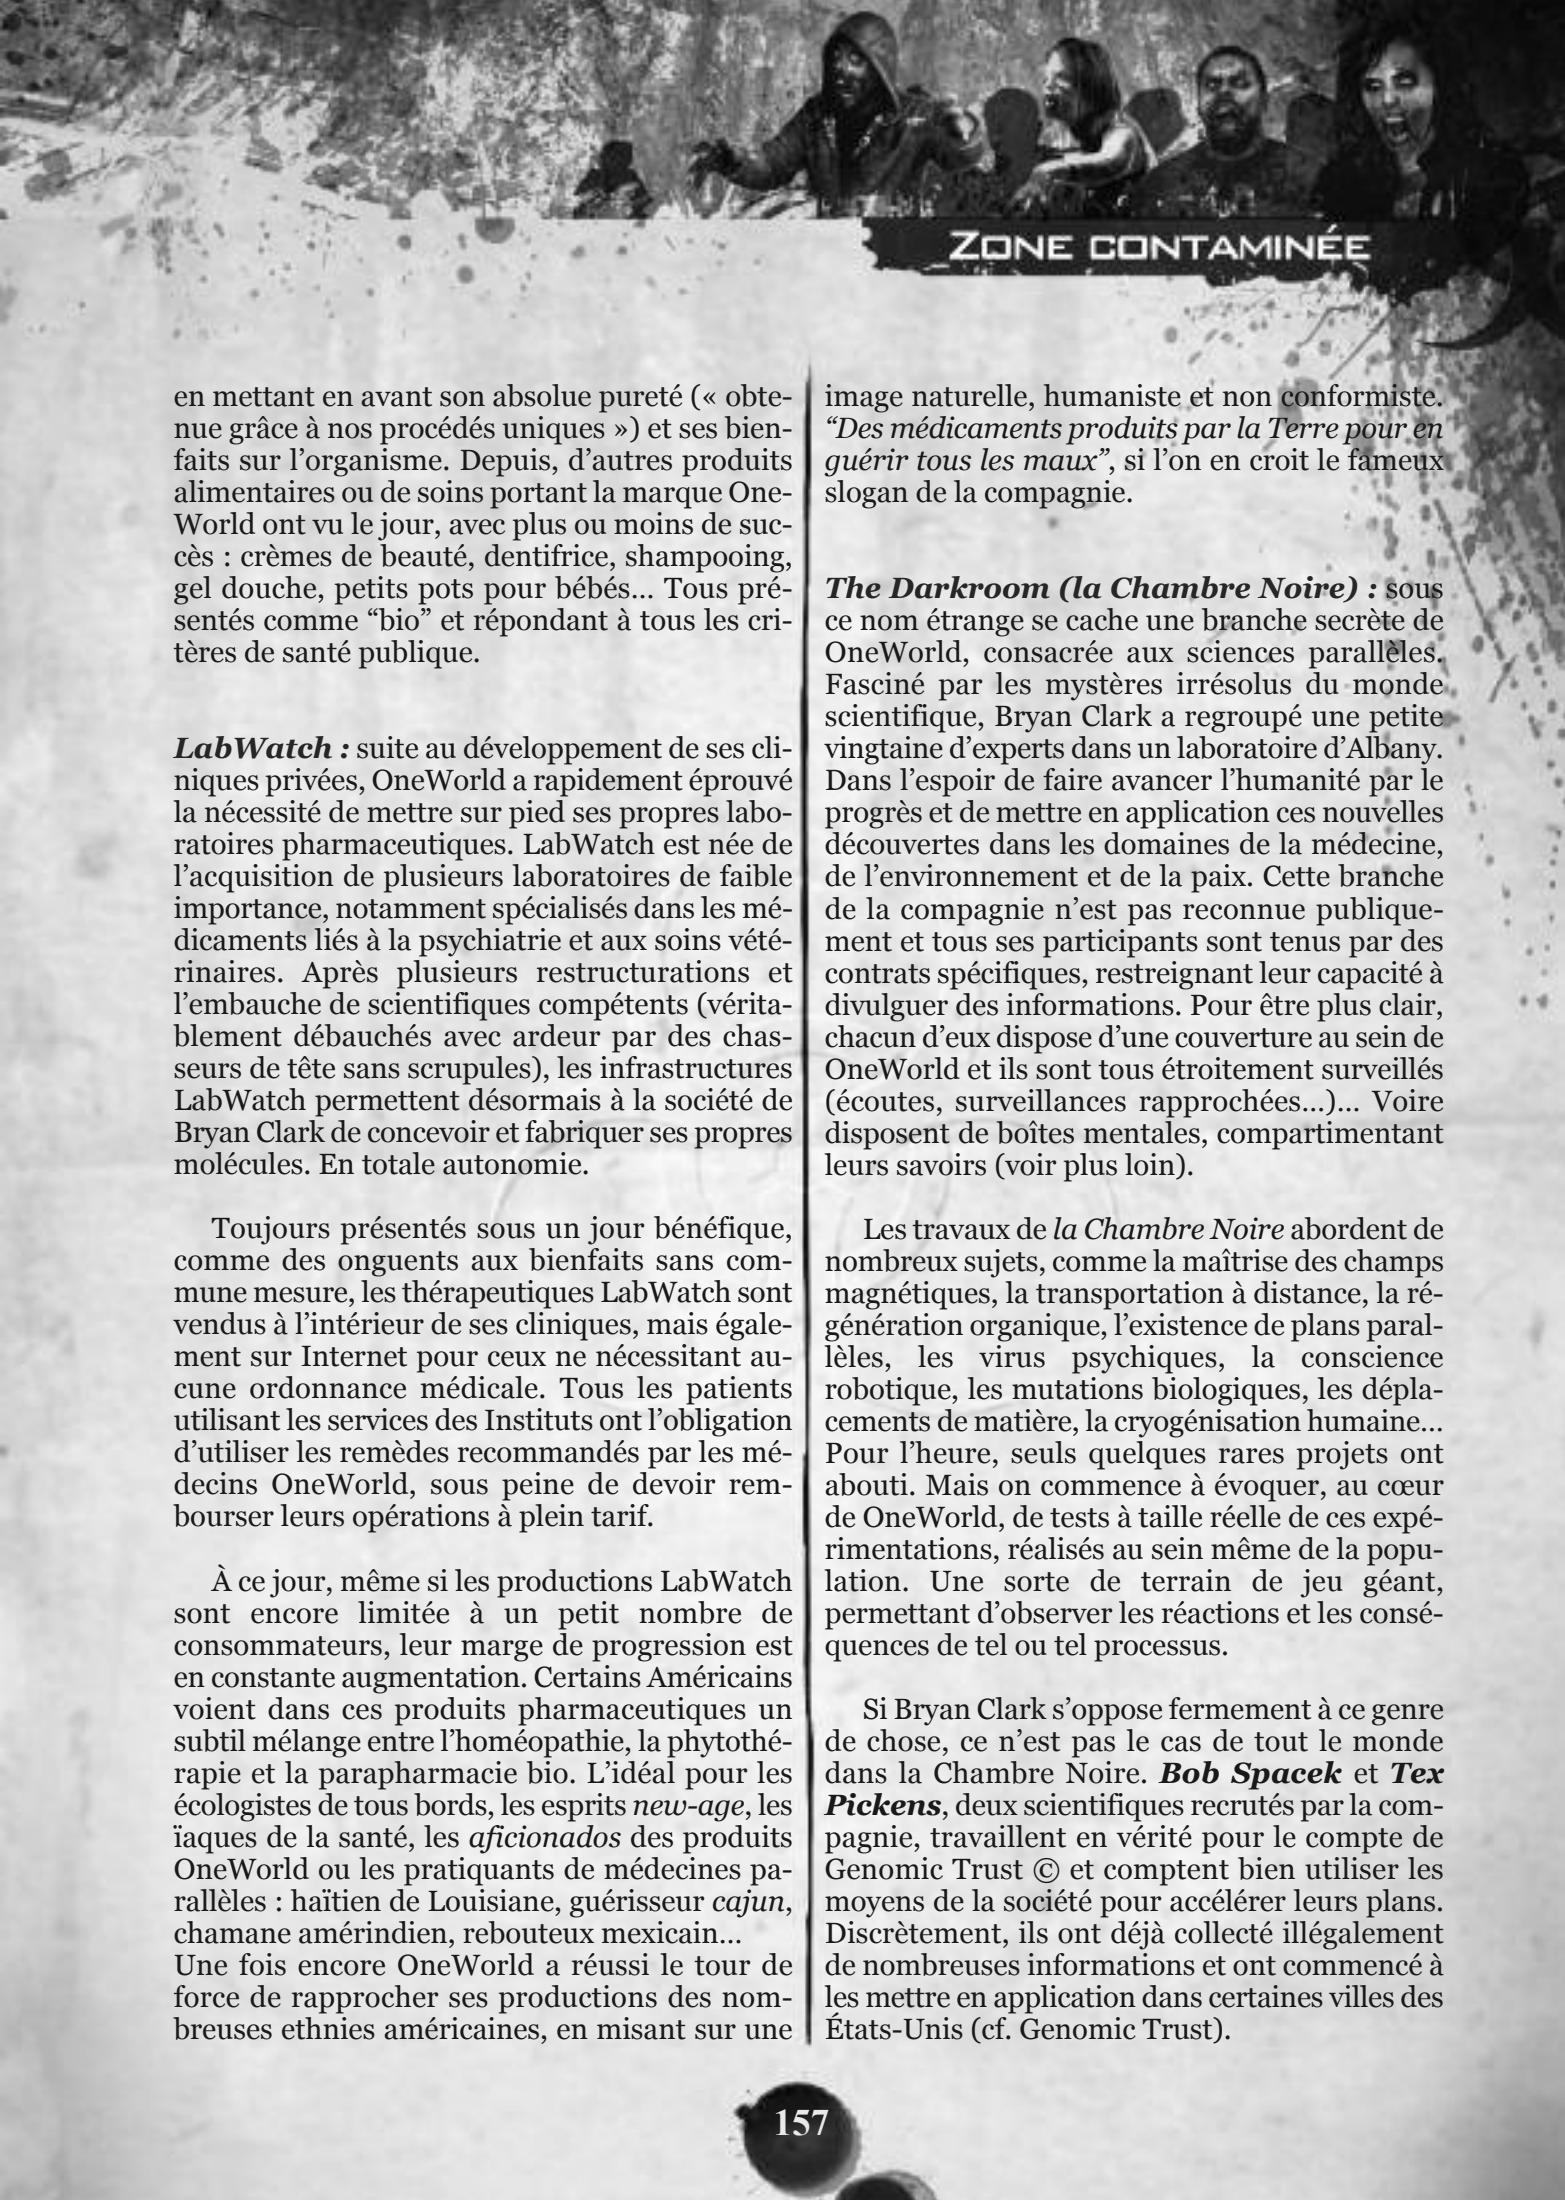 ZONE CONTAMINÉE
en mettant en avant son absolue pureté (« obte-
nue grâce à nos procédés uniques ») et ses bien-
faits sur l’organisme. Depuis, d’autres produits
alimentaires ou de soins portant la marque One-
World ont vu le jour, avec plus ou moins de suc-
cès : crèmes de beauté, dentifrice, shampooing,
gel douche, petits pots pour bébés... Tous pré-
sentés comme “bio” et répondant à tous les cri-
tères de santé publique.
LabWatch : suite au développement de ses cli-
niques privées, OneWorld a rapidement éprouvé
la nécessité de mettre sur pied ses propres labo-
ratoires pharmaceutiques. LabWatch est née de
l’acquisition de plusieurs laboratoires de faible
importance, notamment spécialisés dans les mé-
dicaments liés à la psychiatrie et aux soins vété-
rinaires. Après plusieurs restructurations et
l’embauche de scientifiques compétents (vérita-
blement débauchés avec ardeur par des chas-
seurs de tête sans scrupules), les infrastructures
LabWatch permettent désormais à la société de
Bryan Clark de concevoir et fabriquer ses propres
molécules. En totale autonomie.
Toujours présentés sous un jour bénéfique,
comme des onguents aux bienfaits sans com-
mune mesure, les thérapeutiques LabWatch sont
vendus à l’intérieur de ses cliniques, mais égale-
ment sur Internet pour ceux ne nécessitant au-
cune ordonnance médicale. Tous les patients
utilisant les services des Instituts ont l’obligation
d’utiliser les remèdes recommandés par les mé-
decins OneWorld, sous peine de devoir rem-
bourser leurs opérations à plein tarif.
À ce jour, même si les productions LabWatch
sont encore limitée à un petit nombre de
consommateurs, leur marge de progression est
en constante augmentation. Certains Américains
voient dans ces produits pharmaceutiques un
subtil mélange entre l’homéopathie, la phytothé-
rapie et la parapharmacie bio. L’idéal pour les
écologistes de tous bords, les esprits new-age, les
ïaques de la santé, les aficionados des produits
OneWorld ou les pratiquants de médecines pa-
rallèles : haïtien de Louisiane, guérisseur cajun,
chamane amérindien, rebouteux mexicain...
Une fois encore OneWorld a réussi le tour de
force de rapprocher ses productions des nom-
breuses ethnies américaines, en misant sur une
image naturelle, humaniste et non conformiste.
“Des médicaments produits par la Terre pour en
guérir tous les maux”, si l’on en croit le fameux
slogan de la compagnie.
The Darkroom (la Chambre Noire) : sous
ce nom étrange se cache une branche secrète de
OneWorld, consacrée aux sciences parallèles.
Fasciné par les mystères irrésolus du monde
scientifique, Bryan Clark a regroupé une petite
vingtaine d’experts dans un laboratoire d’Albany.
Dans l’espoir de faire avancer l’humanité par le
progrès et de mettre en application ces nouvelles
découvertes dans les domaines de la médecine,
de l’environnement et de la paix. Cette branche
de la compagnie n’est pas reconnue publique-
ment et tous ses participants sont tenus par des
contrats spécifiques, restreignant leur capacité à
divulguer des informations. Pour être plus clair,
chacun d’eux dispose d’une couverture au sein de
OneWorld et ils sont tous étroitement surveillés
(écoutes, surveillances rapprochées...)... Voire
disposent de boîtes mentales, compartimentant
leurs savoirs (voir plus loin).
Les travaux de la Chambre Noire abordent de
nombreux sujets, comme la maîtrise des champs
magnétiques, la transportation à distance, la ré-
génération organique, l’existence de plans paral-
lèles, les virus psychiques, la conscience
robotique, les mutations biologiques, les dépla-
cements de matière, la cryogénisation humaine...
Pour l’heure, seuls quelques rares projets ont
abouti. Mais on commence à évoquer, au cœur
de OneWorld, de tests à taille réelle de ces expé-
rimentations, réalisés au sein même de la popu-
lation. Une sorte de terrain de jeu géant,
permettant d’observer les réactions et les consé-
quences de tel ou tel processus.
Si Bryan Clark s’oppose fermement à ce genre
de chose, ce n’est pas le cas de tout le monde
dans la Chambre Noire. Bob Spacek et Tex
Pickens, deux scientifiques recrutés par la com-
pagnie, travaillent en vérité pour le compte de
Genomic Trust © et comptent bien utiliser les
moyens de la société pour accélérer leurs plans.
Discrètement, ils ont déjà collecté illégalement
de nombreuses informations et ont commencé à
les mettre en application dans certaines villes des
États-Unis (cf. Genomic Trust).
157